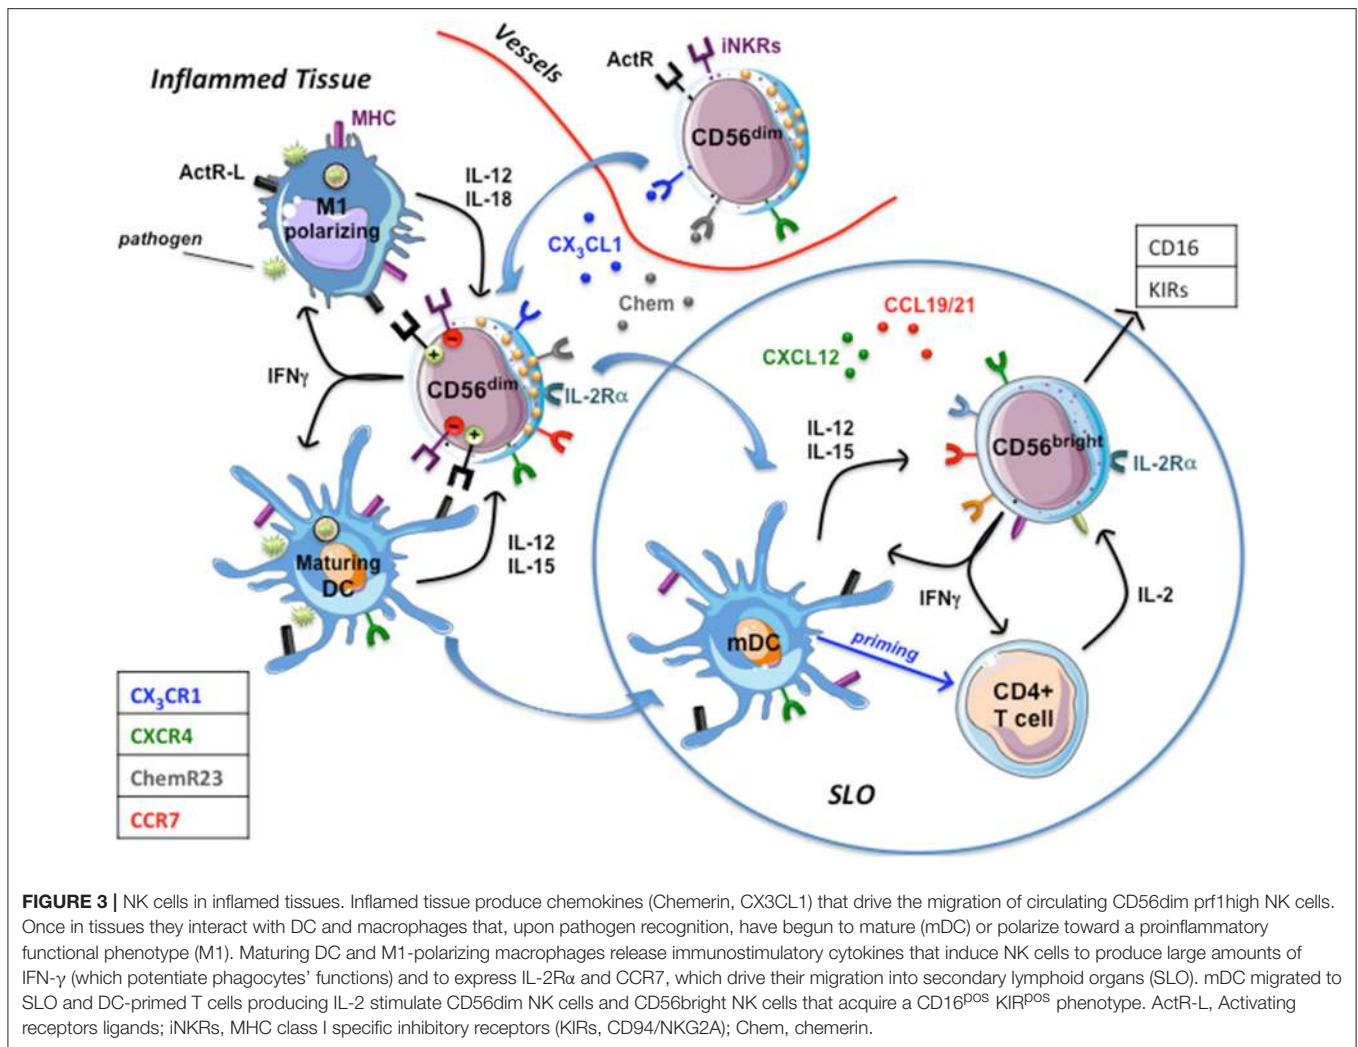 Vessels
ActR
iNKRs
Inflammed Tissue
CD56dim
MHC
ActR-L
IL-12
IL-18
M1
polarizing
pathogen
CX3CL1
Chem
CD16
KIRs
CCL19/21
CXCL12
IFNγ
CD56dim
IL-2Rα
IL-12
IL-15
CD56bright
IL-2Rα
IL-12
IL-15
Maturing
DC
IFNγ
IL-2
mDC
priming
CD4+
T cell
CX3CR1
CXCR4
ChemR23
CCR7
SLO
FIGURE 3 | NK cells in inflamed tissues. Inflamed tissue produce chemokines (Chemerin, CX3CL1) that drive the migration of circulating CD56dim prf1high NK cells.
Once in tissues they interact with DC and macrophages that, upon pathogen recognition, have begun to mature (mDC) or polarize toward a proinflammatory
functional phenotype (M1). Maturing DC and M1-polarizing macrophages release immunostimulatory cytokines that induce NK cells to produce large amounts of
IFN-γ (which potentiate phagocytes' functions) and to express IL-2Rα and CCR7, which drive their migration into secondary lymphoid organs (SLO). mDC migrated to
SLO and DC-primed T cells producing IL-2 stimulate CD56dim NK cells and CD56bright NK cells that acquire a CD16pos KIRpos phenotype. ActR-L, Activating
receptors ligands; iNKRs, MHC class I specific inhibitory receptors (KIRs, CD94/NKG2A); Chem, chemerin.